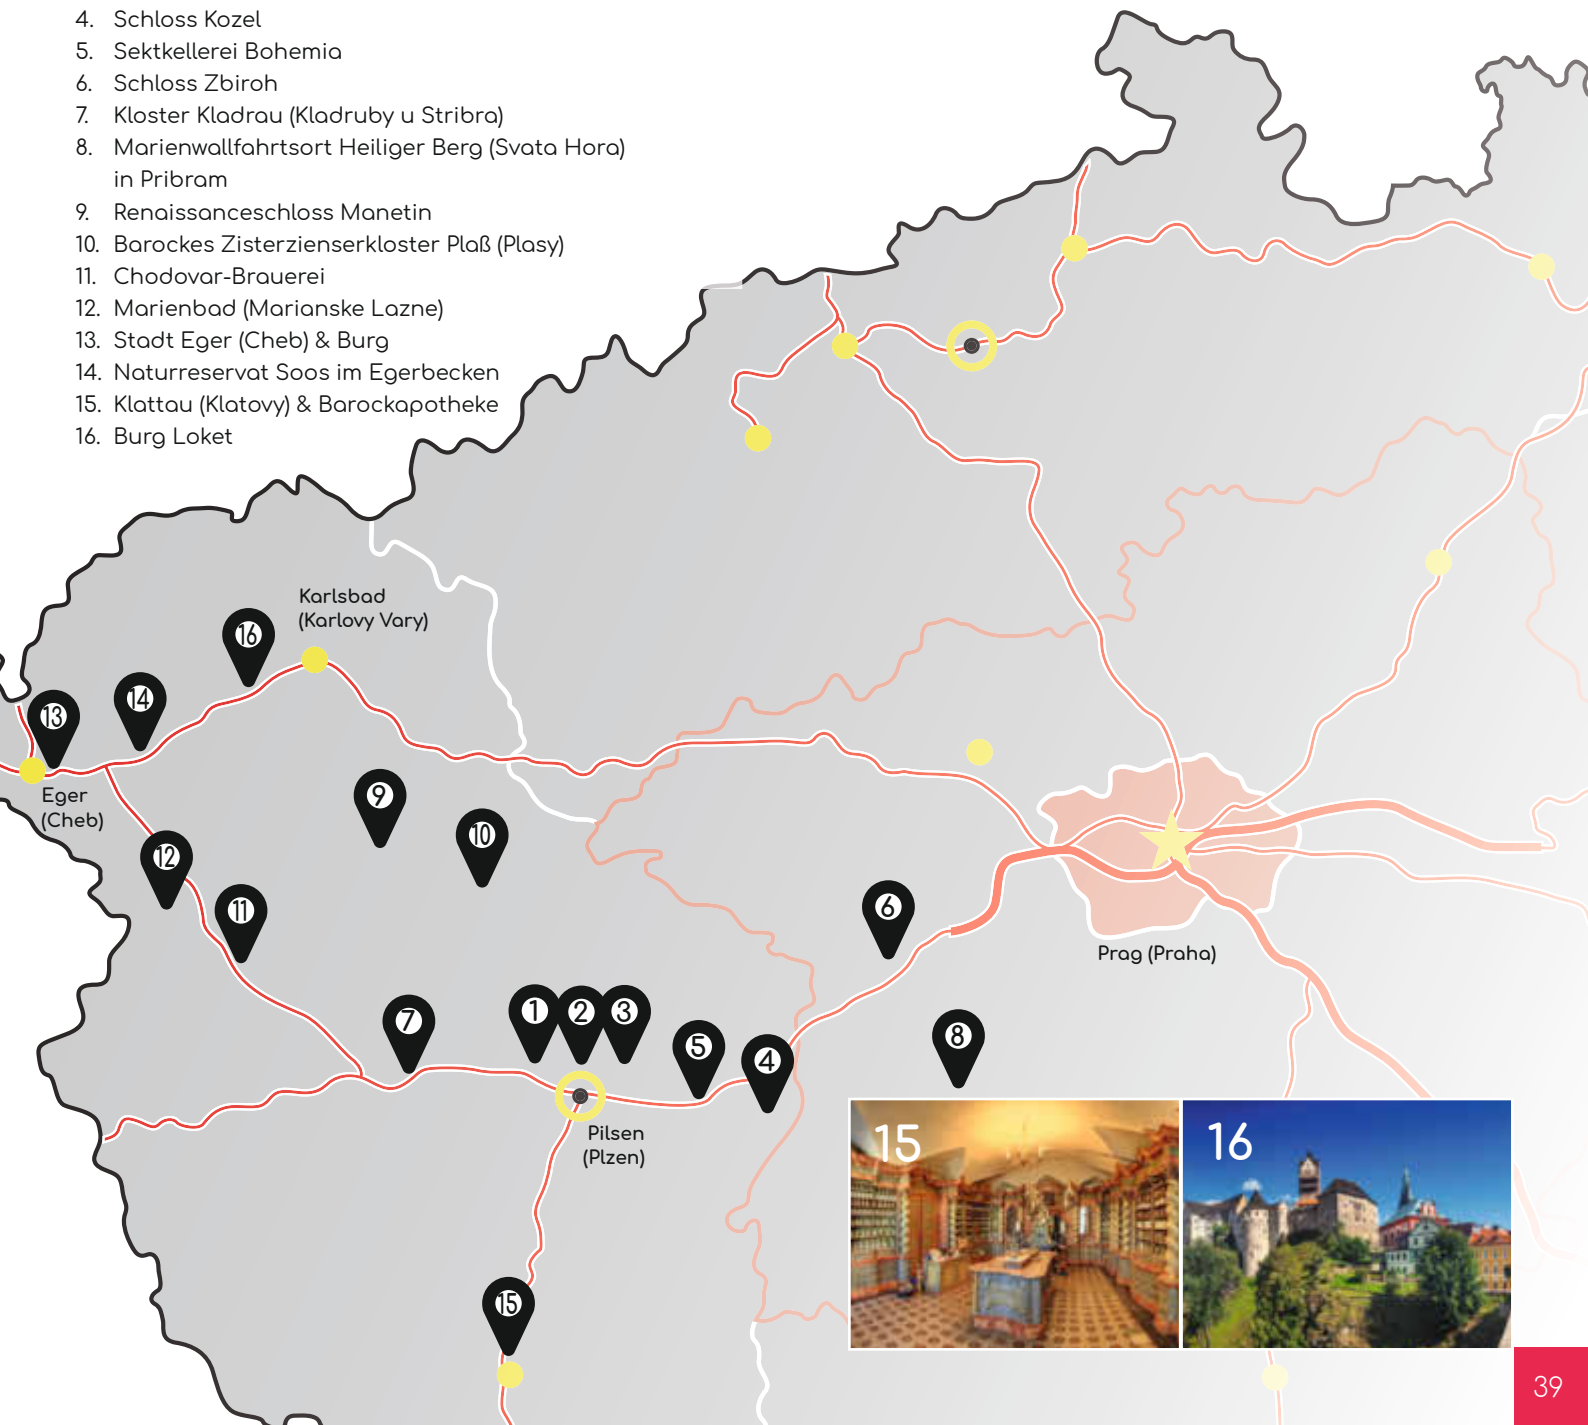 4. Schloss Kozel
5. Sektkellerei Bohemia
6. Schloss Zbiroh
7. Kloster Kladrau (Kladruby u Stribra)
8. Marienwallfahrtsort Heiliger Berg (Svata Hora)
in Pribram
9. Renaissanceschloss Manetin
10. Barockes Zisterzienserkloster Plaß (Plasy)
11. Chodovar-Brauerei
12. Marienbad (Marianske Lazne)
13. Stadt Eger (Cheb) & Burg
14. Naturreservat Soos im Egerbecken
15. Klattau (Klatovy) & Barockapotheke
16. Burg Loket
Karlsbad
(Karlovy Vary)
16
14
13
Eger
(Cheb)
9
10
12
11
6
Prag (Praha)
7
1
2
3
5
4
8
Pilsen
(Plzen)
15
15
16
39